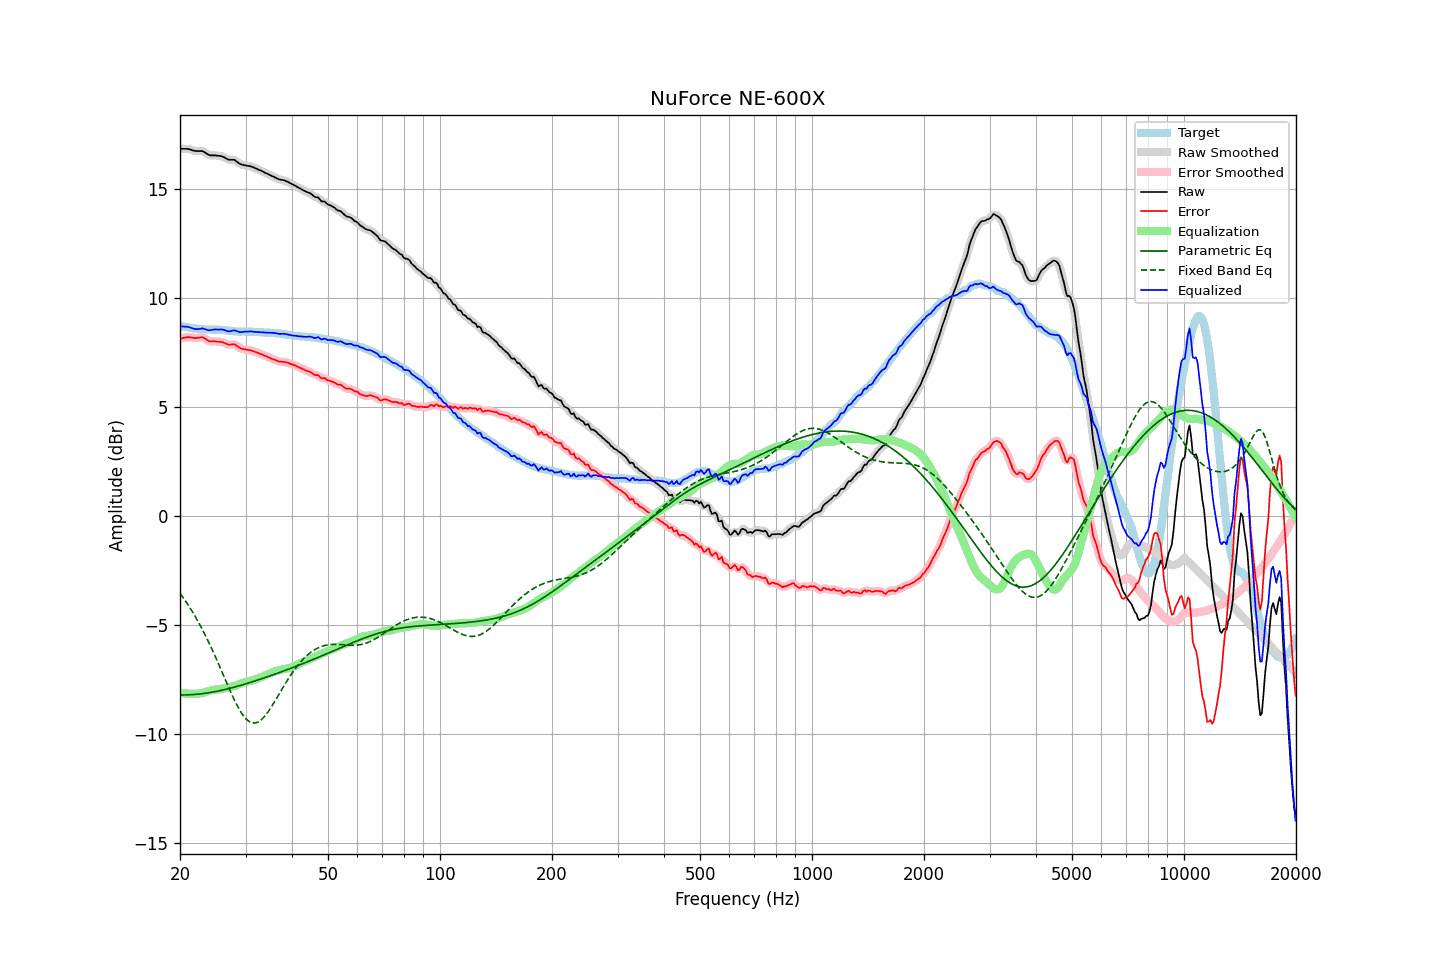 NuForce NE-600X
Amplitude (dBr)
15
10
5
0
−5
−10
−15
Target
Raw Smoothed
Error Smoothed
Raw
Error
Equalization
Parametric Eq
Fixed Band Eq
Equalized
20 50 100 200 500 1000 2000 5000 10000 20000
Frequency (Hz)